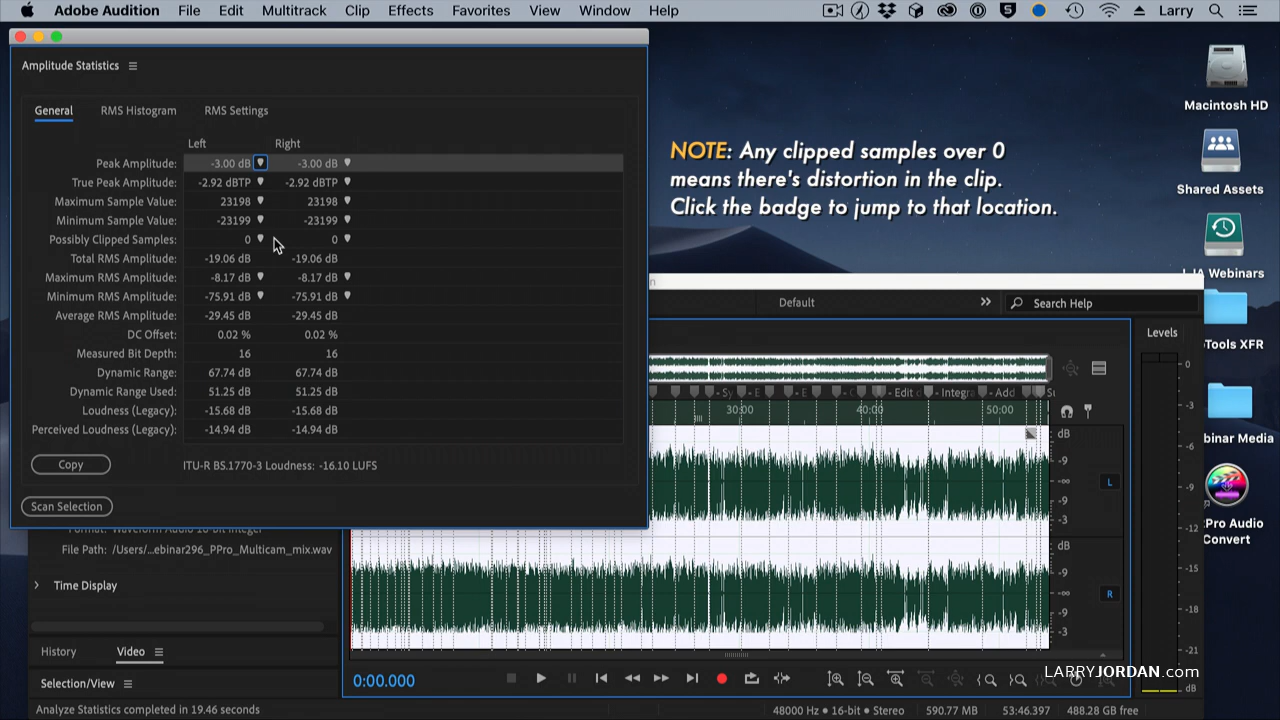 Adobe Audition File Edit Multitrack Clip Effects Favorites View Window Help Larry
Amplitude Statistics
General RMS Histogram RMS Settings
Left Right
Peak Amplitude: -3.00 dB -3.00 dB
True Peak Amplitude: -2.92 dBTP -2.92 dBTP
Maximum Sample Value: 23198 23198
Minimum Sample Value: -23199 -23199
Possibly Clipped Samples: 0 0
Total RMS Amplitude: -19.06 dB -19.06 dB
Maximum RMS Amplitude: -8.17 dB -8.17 dB
Minimum RMS Amplitude: -75.91 dB -75.91 dB
Average RMS Amplitude: -29.45 dB -29.45 dB
DC Offset: 0.02 % 0.02 %
Measured Bit Depth: 16 16
Dynamic Range: 67.74 dB 67.74 dB
Dynamic Range Used: 51.25 dB 51.25 dB
Loudness (Legacy): -15.68 dB -15.68 dB
Perceived Loudness (Legacy): -14.94 dB -14.94 dB
Copy
ITU-R BS.1770-3 Loudness: -16.10 LUFS
Scan Selection
NOTE: Any clipped samples over 0
means there's distortion in the clip.
Click the badge to jump to that location.
Macintosh HD
Shared Assets
Webinars
Tools XFR
ebinar Media
Pro Audio
Convert
Default Search Help
Levels
- E - E - Edit - Integra - Add
30:00 40:00 50:00
dB
-9
-∞
-9
-3
L
dB
-9
-∞
-9
-3
R
0
-3
-6
-9
-12
-15
-18
-21
dB
Format: Waveform Audio 16-bit Integer
File Path: /Users/...ebinar296_PPro_Multicam_mix.wav
Time Display
History Video
Selection/View
0:00.000
LARRYJORDAN.com
Analyze Statistics completed in 19.46 seconds
48000 Hz • 16-bit • Stereo 590.77 MB 53:46.397 488.28 GB free